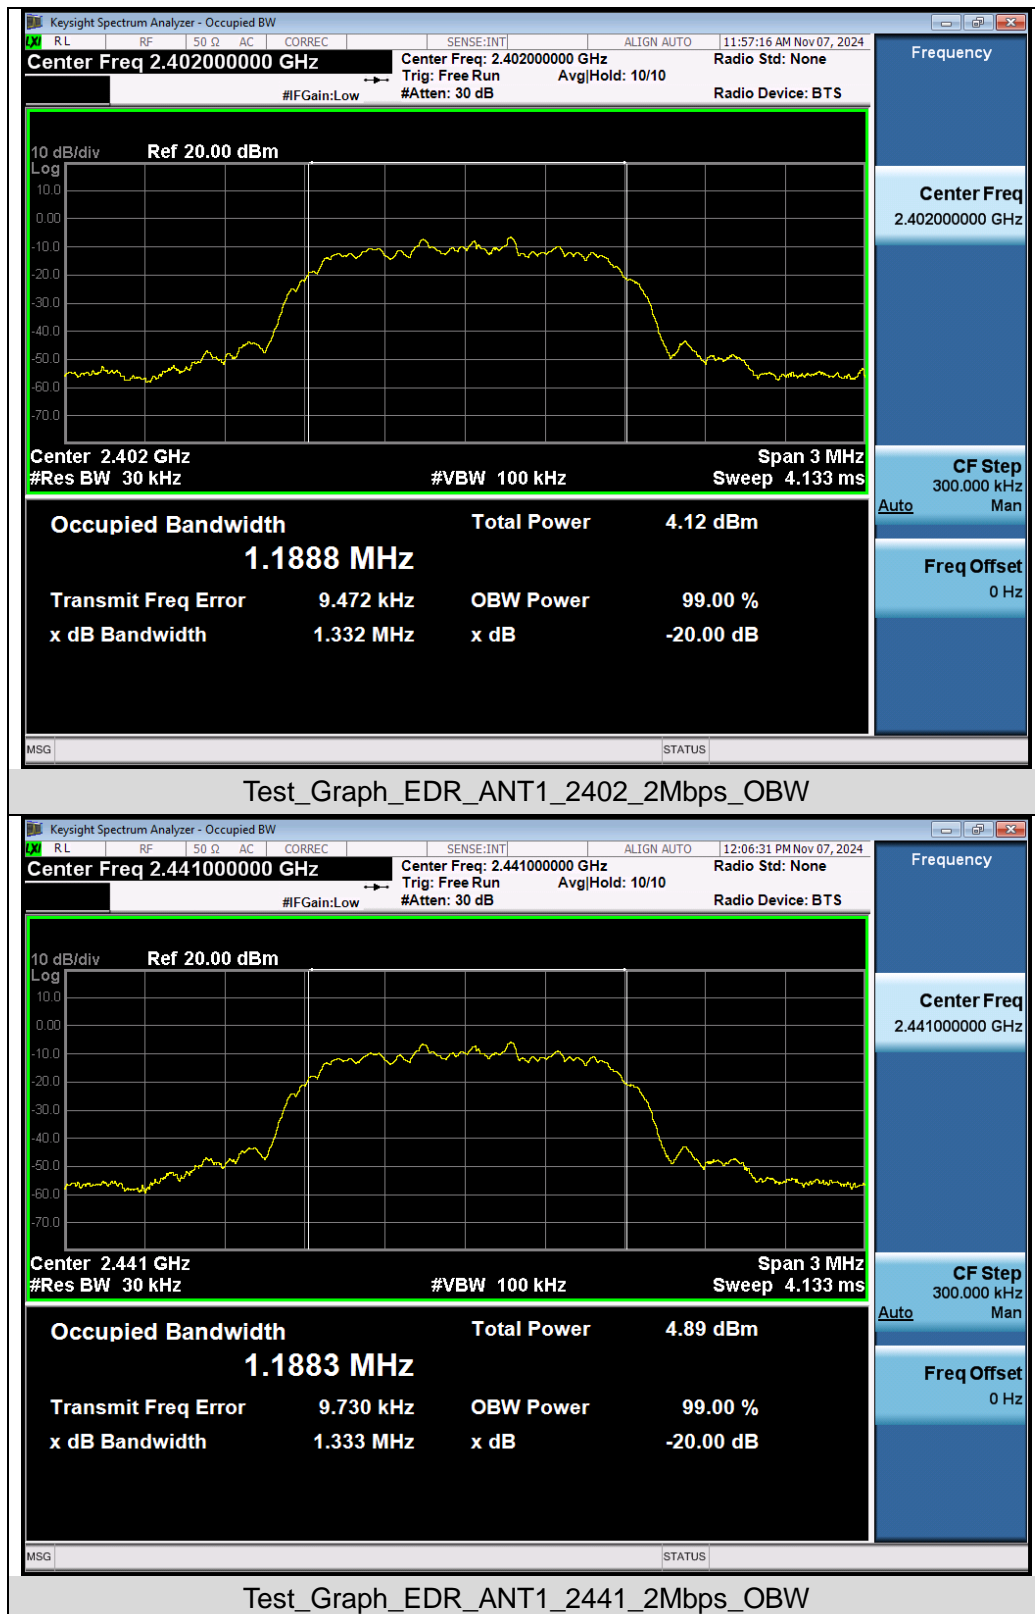 Keysight Spectrum Analyzer - Occupied BW
LXI RL RF 50 Ω AC CORREC SENSE:INT ALIGN AUTO 11:57:16 AM Nov 07, 2024
Center Freq 2.402000000 GHz
Center Freq: 2.402000000 GHz Radio Std: None
Trig: Free Run Avg|Hold: 10/10
#IFGain:Low #Atten: 30 dB Radio Device: BTS
Frequency
10 dB/div Ref 20.00 dBm
Log
10.0
0.00
-10.0
-20.0
-30.0
-40.0
-50.0
-60.0
-70.0
Center Freq
2.402000000 GHz
Center 2.402 GHz Span 3 MHz
#Res BW 30 kHz #VBW 100 kHz Sweep 4.133 ms
CF Step
300.000 kHz
Auto Man
Occupied Bandwidth Total Power 4.12 dBm
1.1888 MHz
Transmit Freq Error 9.472 kHz OBW Power 99.00 %
x dB Bandwidth 1.332 MHz x dB -20.00 dB
Freq Offset
0 Hz
MSG STATUS
Test_Graph_EDR_ANT1_2402_2Mbps_OBW
Keysight Spectrum Analyzer - Occupied BW
LXI RL RF 50 Ω AC CORREC SENSE:INT ALIGN AUTO 12:06:31 PM Nov 07, 2024
Center Freq 2.441000000 GHz
Center Freq: 2.441000000 GHz Radio Std: None
Trig: Free Run Avg|Hold: 10/10
#IFGain:Low #Atten: 30 dB Radio Device: BTS
Frequency
10 dB/div Ref 20.00 dBm
Log
10.0
0.00
-10.0
-20.0
-30.0
-40.0
-50.0
-60.0
-70.0
Center Freq
2.441000000 GHz
Center 2.441 GHz Span 3 MHz
#Res BW 30 kHz #VBW 100 kHz Sweep 4.133 ms
CF Step
300.000 kHz
Auto Man
Occupied Bandwidth Total Power 4.89 dBm
1.1883 MHz
Transmit Freq Error 9.730 kHz OBW Power 99.00 %
x dB Bandwidth 1.333 MHz x dB -20.00 dB
Freq Offset
0 Hz
MSG STATUS
Test_Graph_EDR_ANT1_2441_2Mbps_OBW